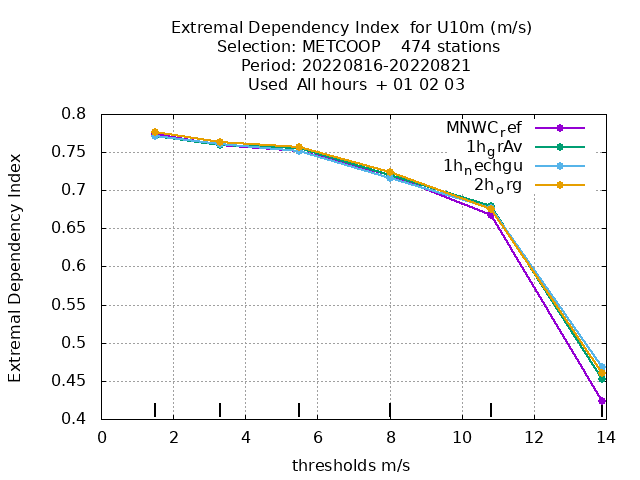 Extremal Dependency Index  for U10m (m/s)
Selection: METCOOP    474 stations
Period: 20220816-20220821
Used  All hours  + 01 02 03
MNWC_ref
1h_grAv
1h_nechgu
2h_org
Extremal Dependency Index
0.8
0.75
0.7
0.65
0.6
0.55
0.5
0.45
0.4
0 2 4 6 8 10 12 14
thresholds m/s